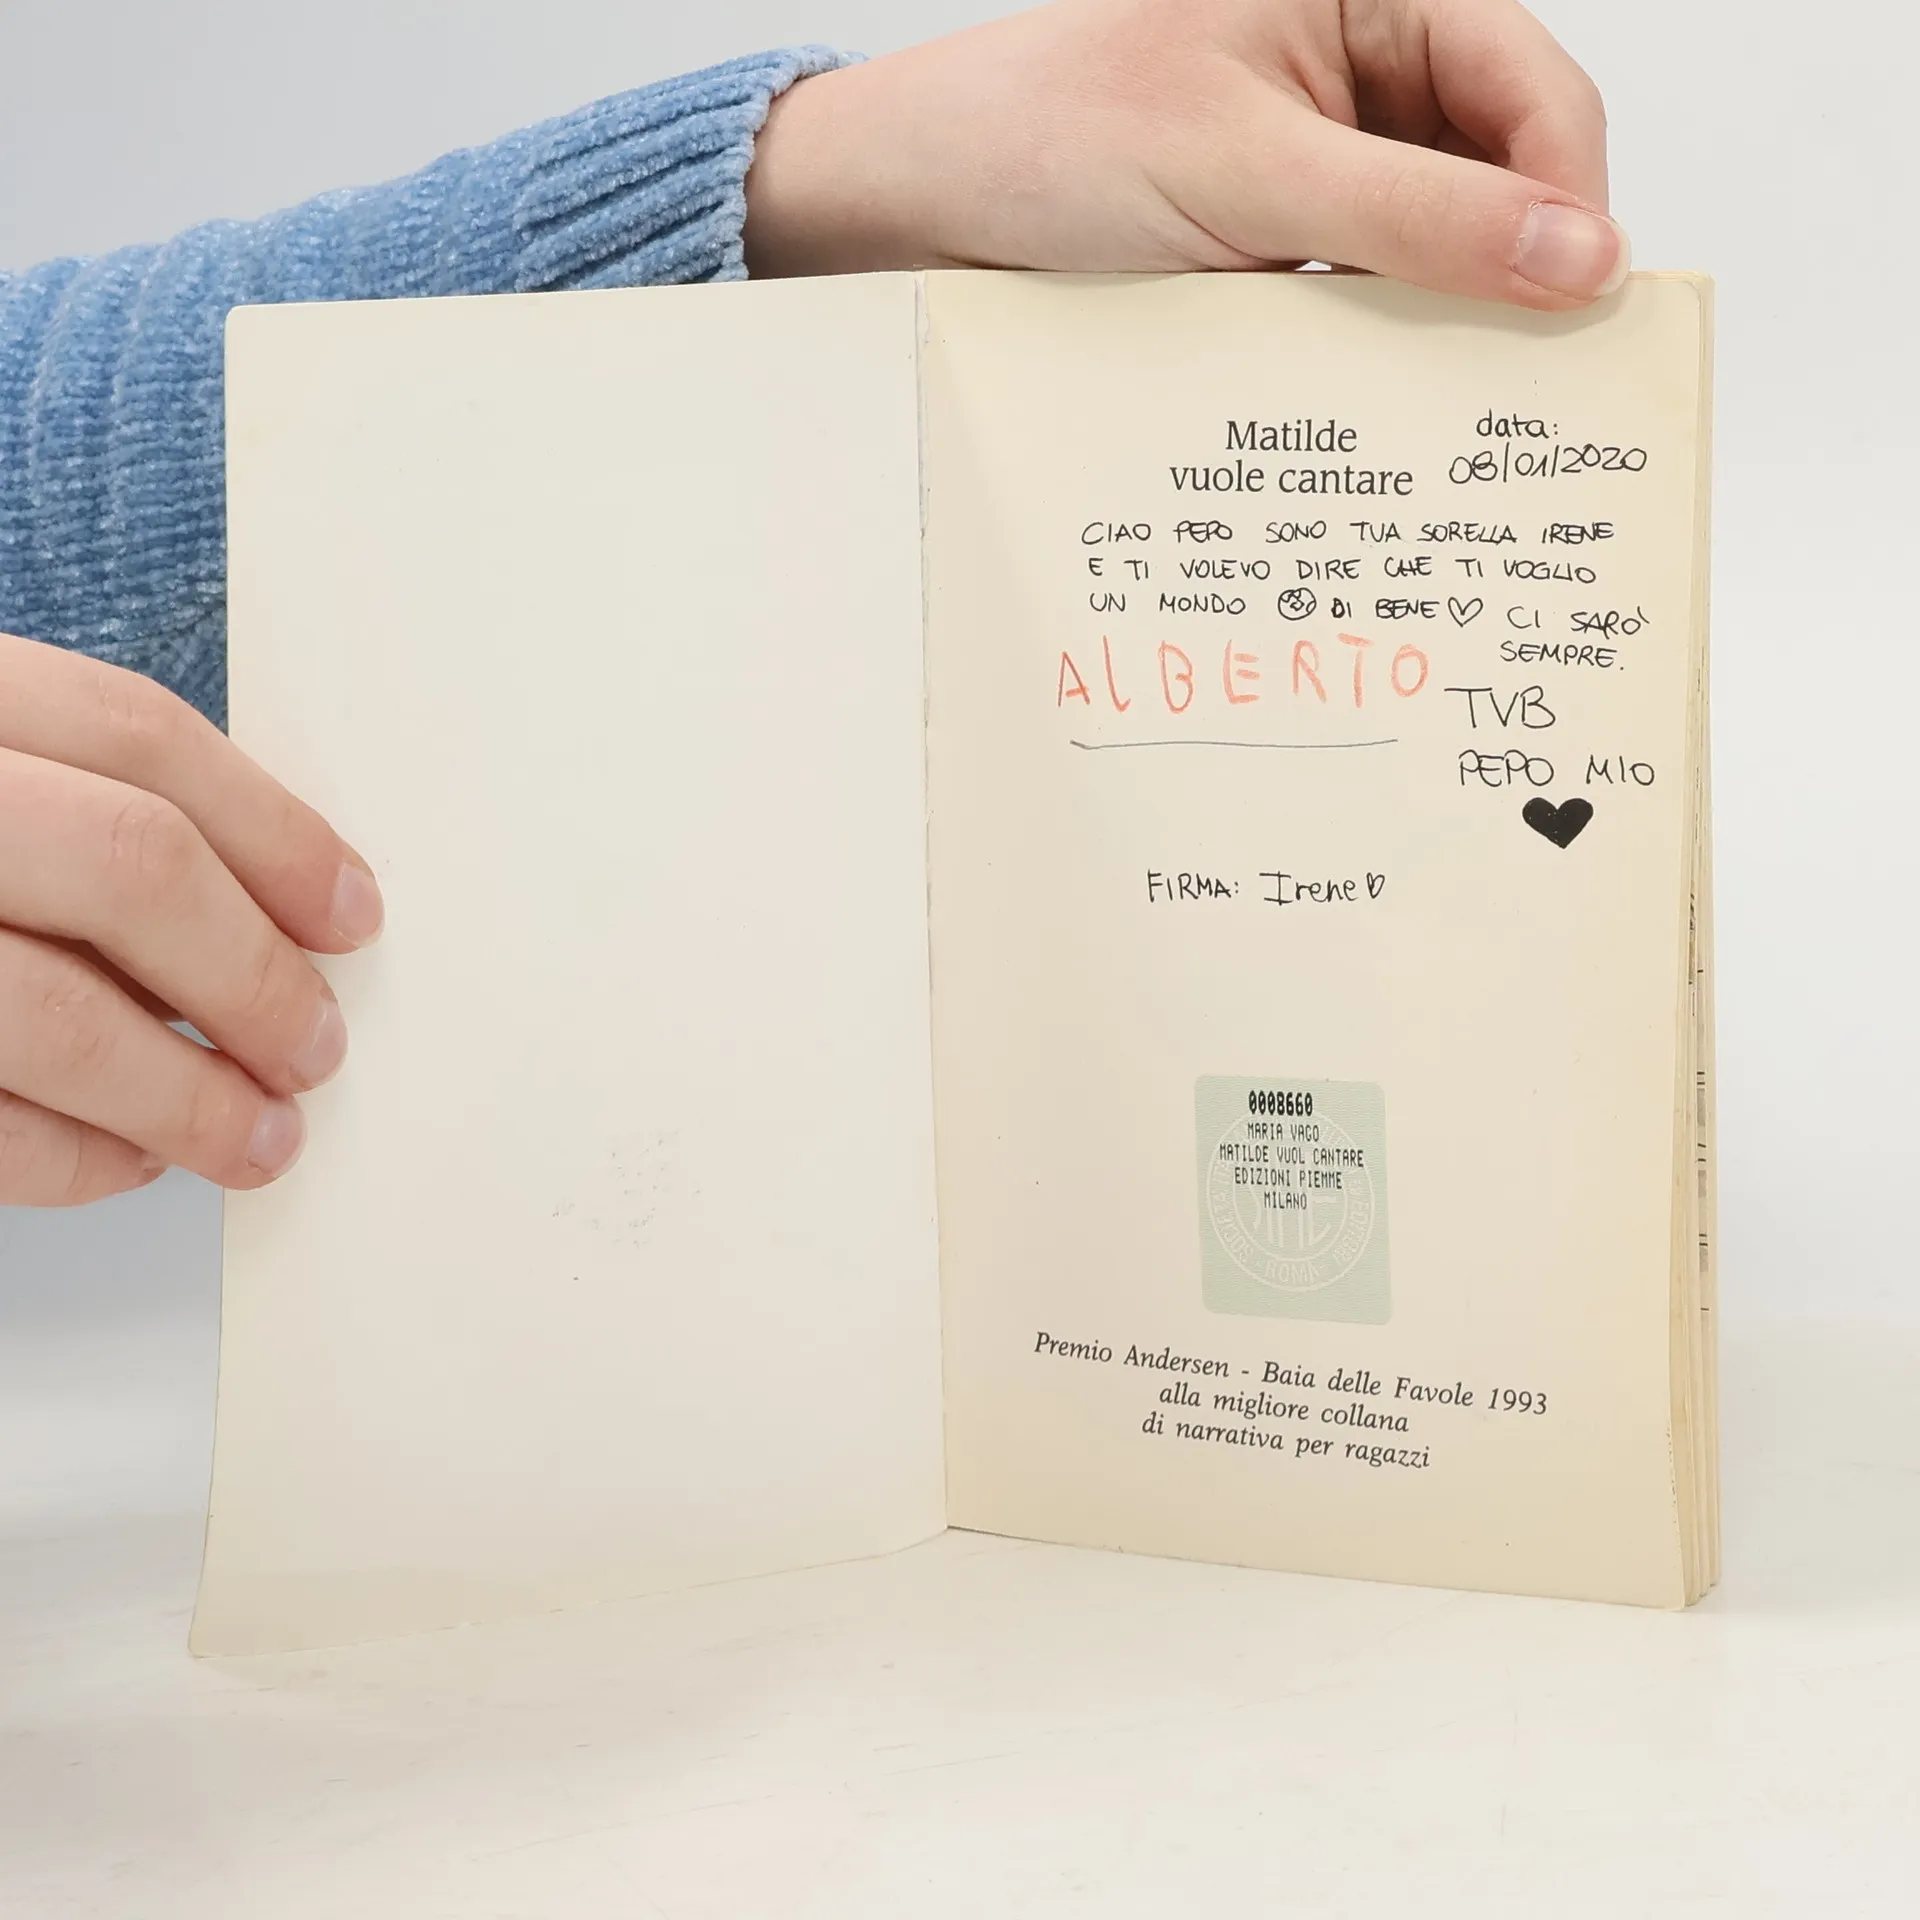 Matilde
vuole cantare
data:
08/01/2020
CIAO PEPO SONO TUA SORELLA IRENE
E TI VOLEVO DIRE CHE TI VOGLIO
UN MONDO DI BENE ♡ CI SARÒ
SEMPRE.
ALBERTO
TVB
PEPO MIO
♥
FIRMA: Irene ♡
0008660
MARIA VAGO
MATILDE VUOL CANTARE
EDIZIONI PIEMME
MILANO
ROMA
Premio Andersen - Baia delle Favole 1993
alla migliore collana
di narrativa per ragazzi